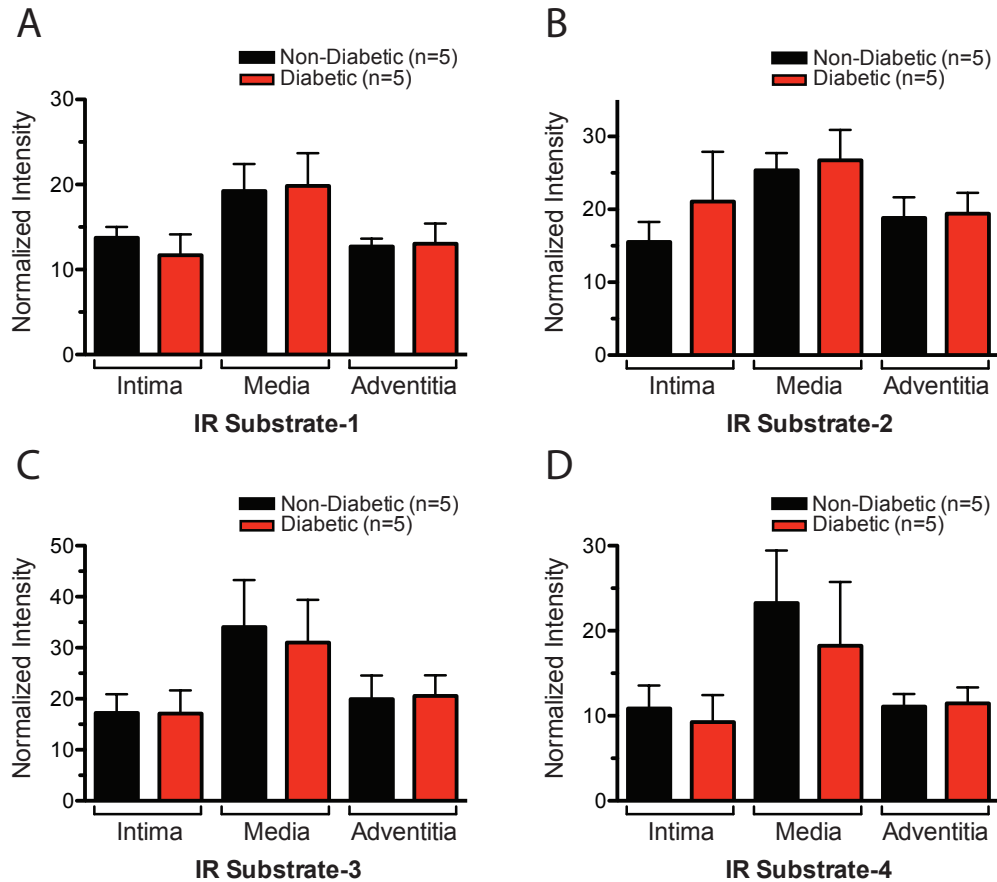 A
Non-Diabetic (n=5)
Diabetic (n=5)
Normalized Intensity
30
20
10
0
Intima Media Adventitia
IR Substrate-1
B
Non-Diabetic (n=5)
Diabetic (n=5)
Normalized Intensity
30
20
10
0
Intima Media Adventitia
IR Substrate-2
C
Non-Diabetic (n=5)
Diabetic (n=5)
Normalized Intensity
50
40
30
20
10
0
Intima Media Adventitia
IR Substrate-3
D
Non-Diabetic (n=5)
Diabetic (n=5)
Normalized Intensity
30
20
10
0
Intima Media Adventitia
IR Substrate-4